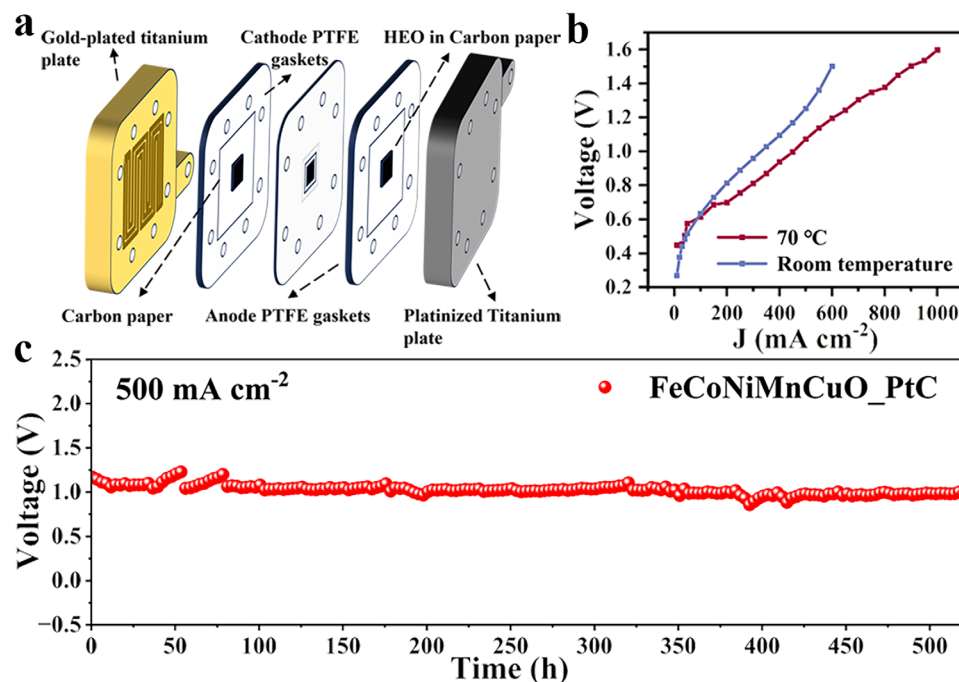 a
Gold-plated titanium
plate
Cathode PTFE
gaskets
HEO in Carbon paper
Carbon paper
Anode PTFE gaskets
Platinized Titanium
plate
b
Voltage (V)
1.6
1.4
1.2
1.0
0.8
0.6
0.4
0.2
70 °C
Room temperature
0 200 400 600 800 1000
J (mA cm⁻²)
c
500 mA cm⁻²
FeCoNiMnCuO_PtC
Voltage (V)
2.5
2.0
1.5
1.0
0.5
0.0
−0.5
0 50 100 150 200 250 300 350 400 450 500
Time (h)